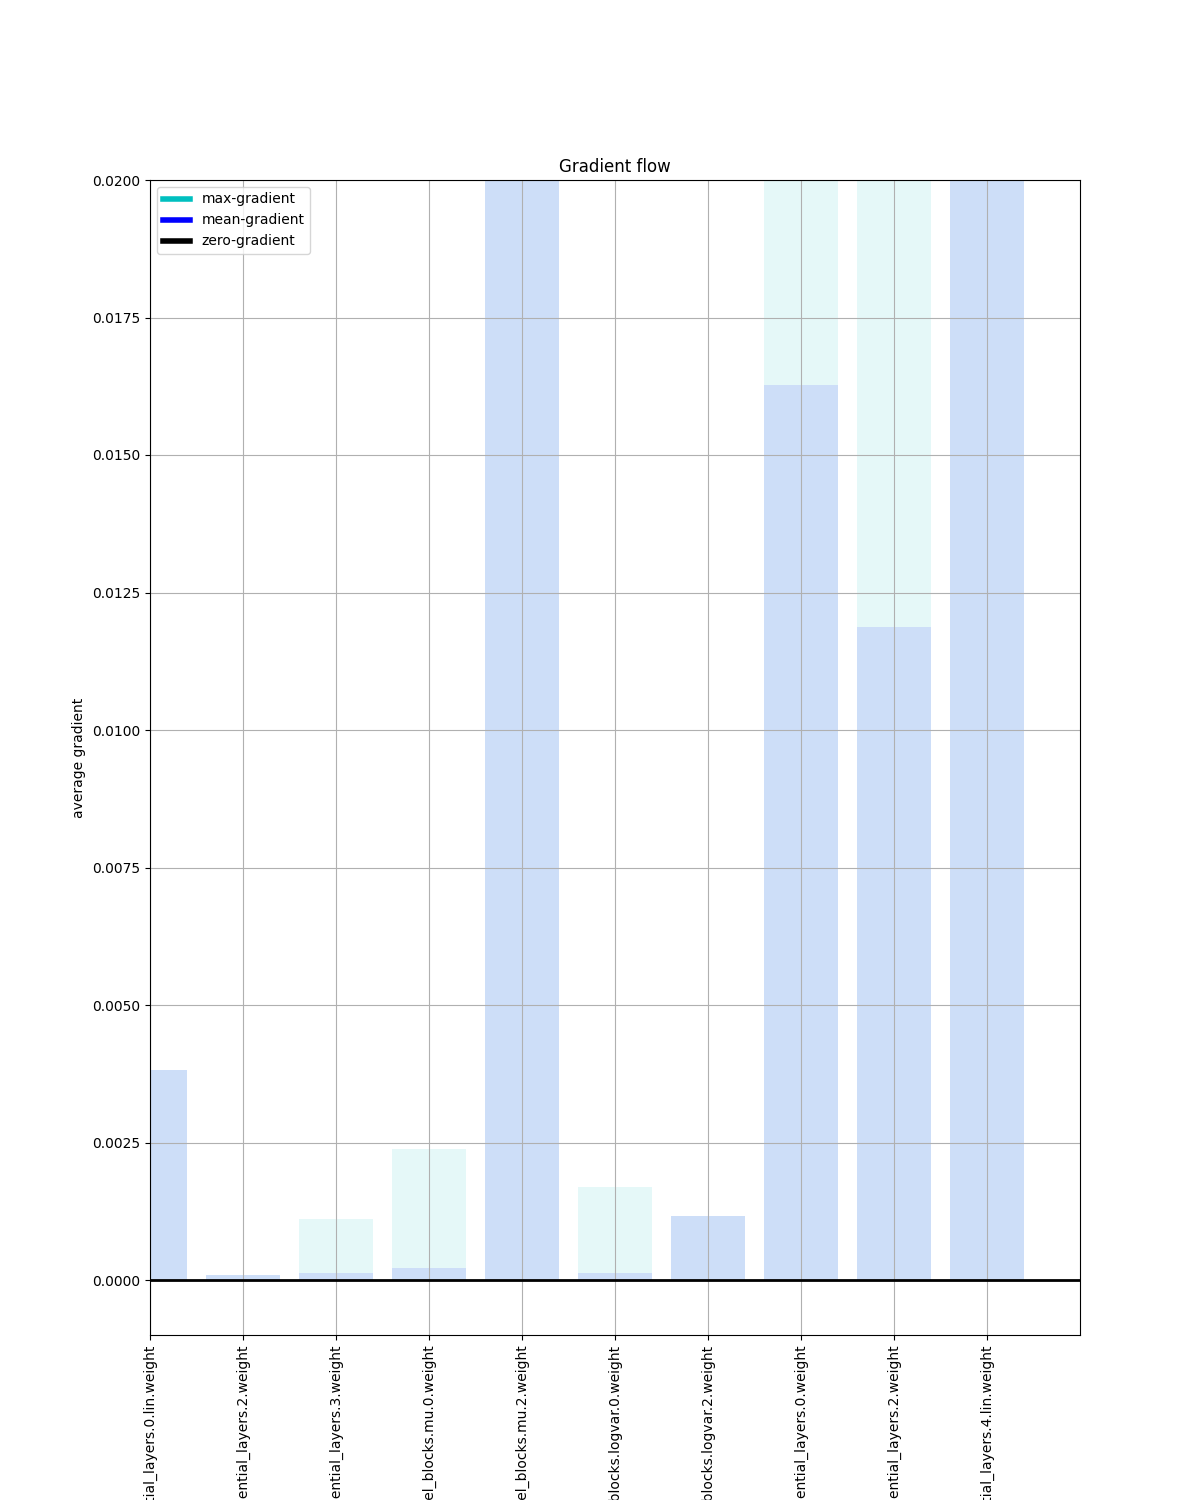 Gradient flow
max-gradient
mean-gradient
zero-gradient
0.0200
0.0175
0.0150
0.0125
0.0100
0.0075
0.0050
0.0025
0.0000
average gradient
tial_layers.0.lin.weight
ential_layers.2.weight
ential_layers.3.weight
el_blocks.mu.0.weight
el_blocks.mu.2.weight
blocks.logvar.0.weight
blocks.logvar.2.weight
ential_layers.0.weight
ential_layers.2.weight
tial_layers.4.lin.weight